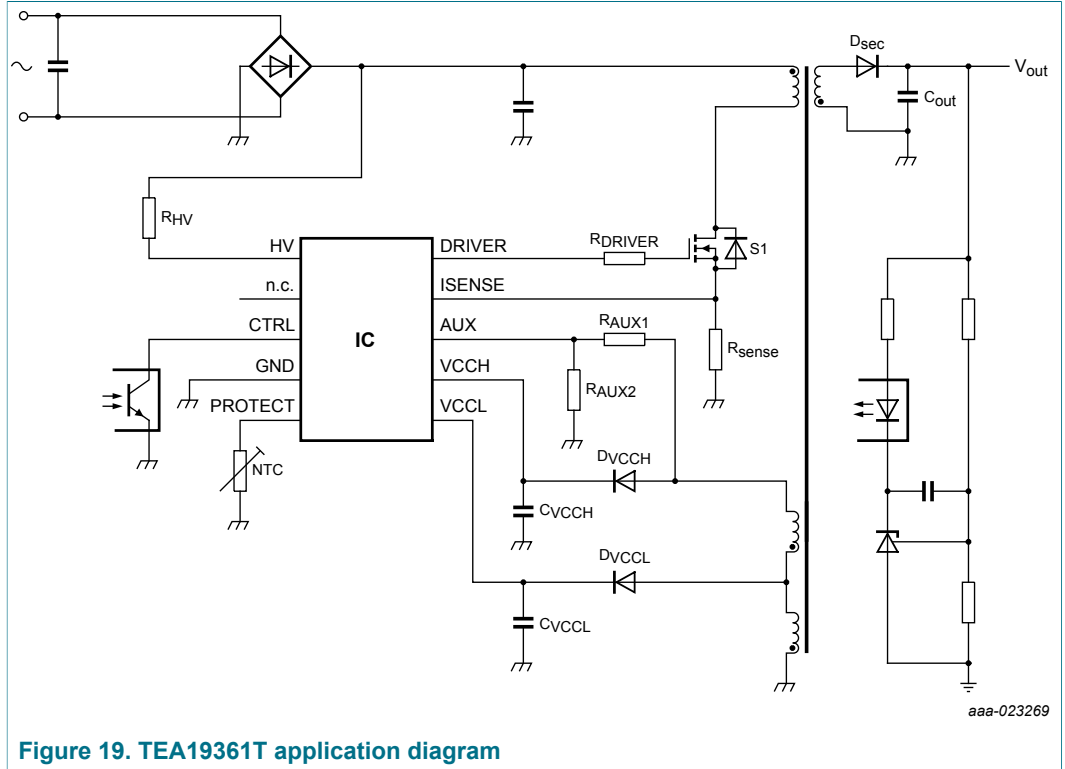 Dsec
Vout
Cout
RHV
HV
DRIVER
RDRIVER
S1
n.c.
ISENSE
CTRL
IC
AUX
RAUX1
Rsense
GND
VCCH
RAUX2
PROTECT
VCCL
NTC
DVCCH
CVCCH
DVCCL
CVCCL
aaa-023269
Figure 19. TEA19361T application diagram